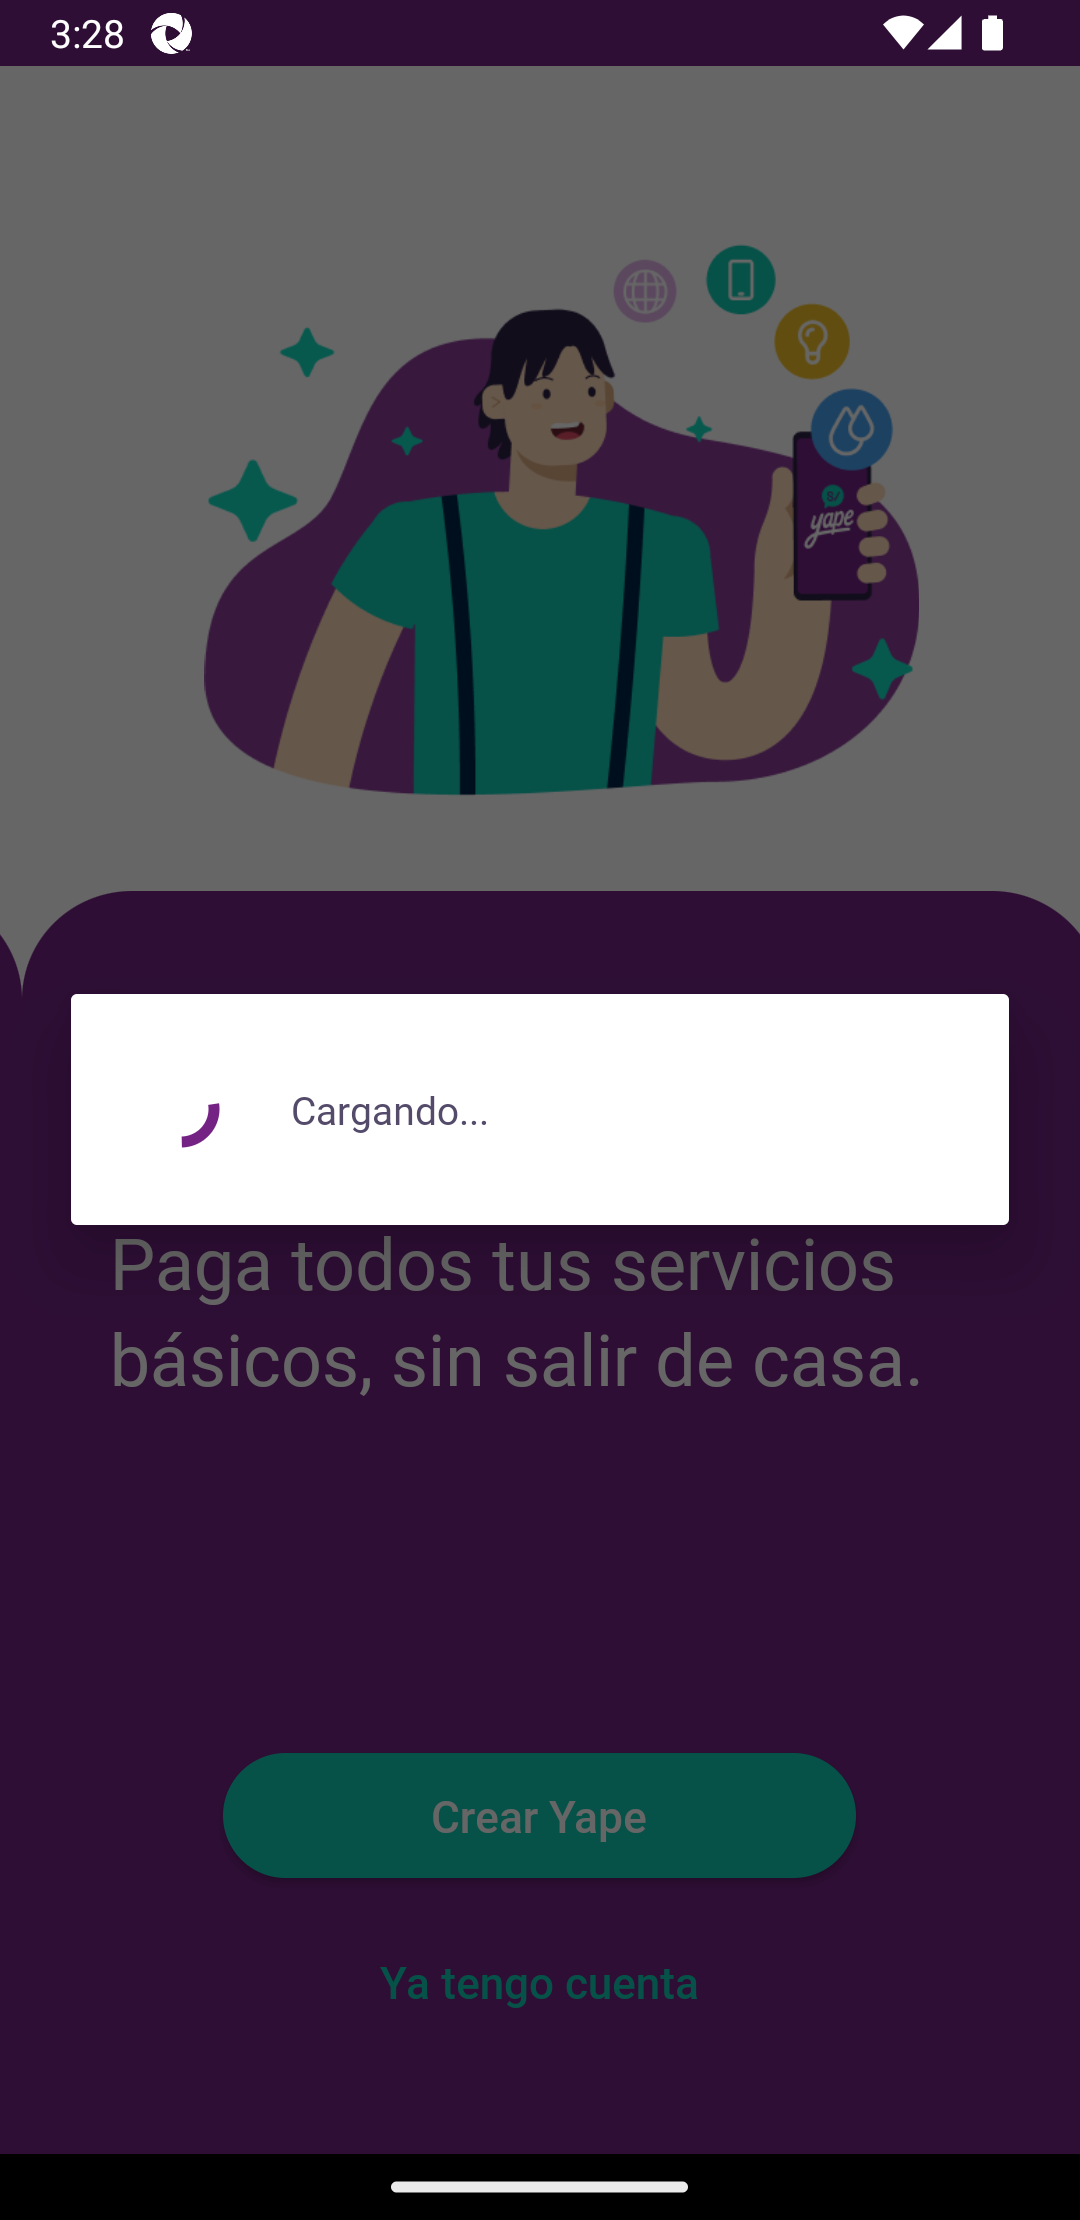 3:28
S/
yape
Cargando...
Paga todos tus servicios
básicos, sin salir de casa.
Crear Yape
Ya tengo cuenta